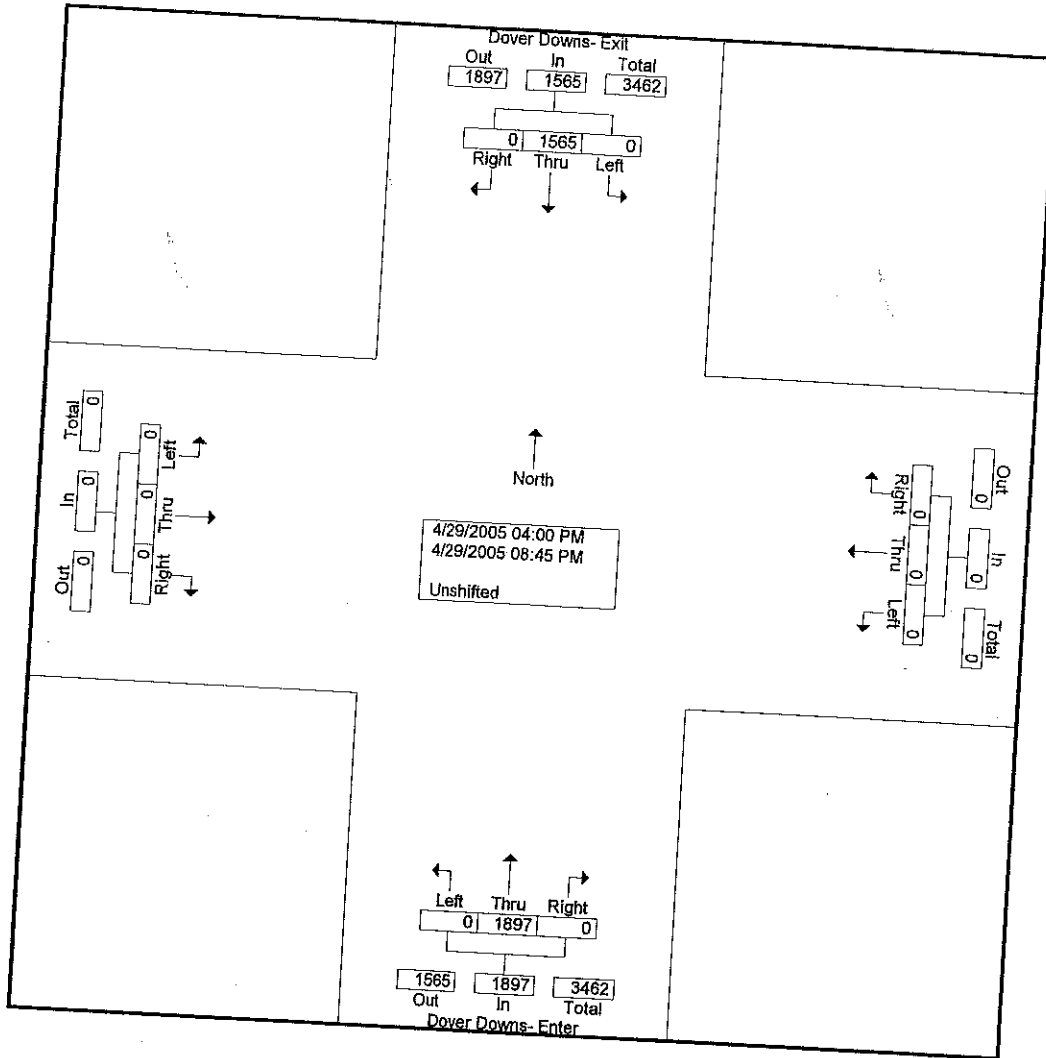 Dover Downs- Exit
Out In Total
1897 1565 3462
0 1565 0
Right Thru Left
Total 0
In 0
Out 0
0 Left
0 Thru
0 Right
North
4/29/2005 04:00 PM
4/29/2005 08:45 PM
Unshifted
Right 0
Thru 0
Left 0
Out 0
In 0
Total 0
Left Thru Right
0 1897 0
1565 1897 3462
Out In Total
Dover Downs- Enter